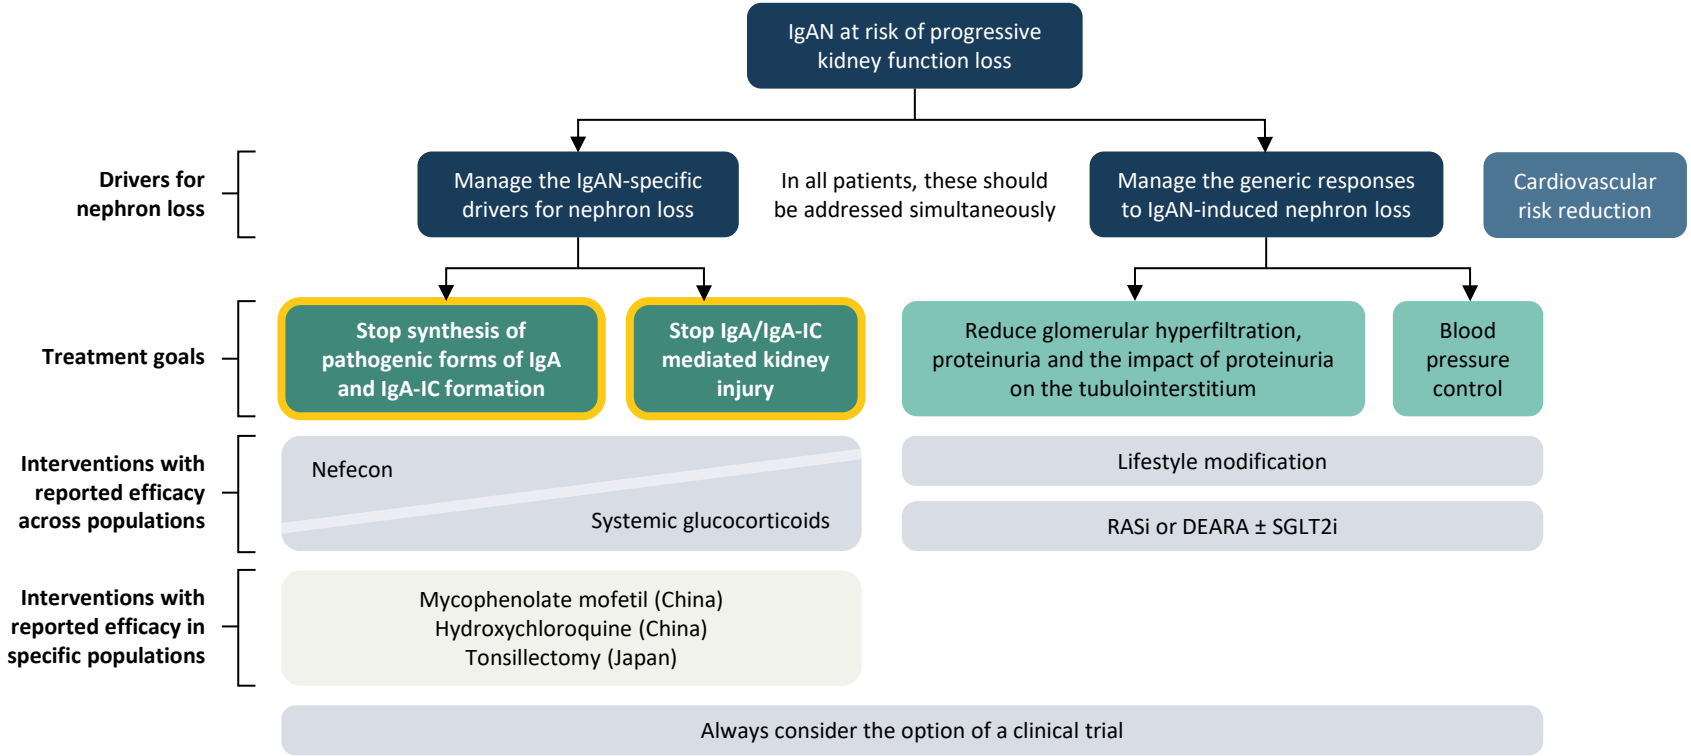 IgAN at risk of progressive
kidney function loss
Drivers for
nephron loss
Manage the IgAN-specific
drivers for nephron loss
In all patients, these should
be addressed simultaneously
Manage the generic responses
to IgAN-induced nephron loss
Cardiovascular
risk reduction
Treatment goals
Stop synthesis of
pathogenic forms of IgA
and IgA-IC formation
Stop IgA/IgA-IC
mediated kidney
injury
Reduce glomerular hyperfiltration,
proteinuria and the impact of proteinuria
on the tubulointerstitium
Blood
pressure
control
Interventions with
reported efficacy
across populations
Nefecon
Systemic glucocorticoids
Lifestyle modification
RASi or DEARA ± SGLT2i
Interventions with
reported efficacy in
specific populations
Mycophenolate mofetil (China)
Hydroxychloroquine (China)
Tonsillectomy (Japan)
Always consider the option of a clinical trial